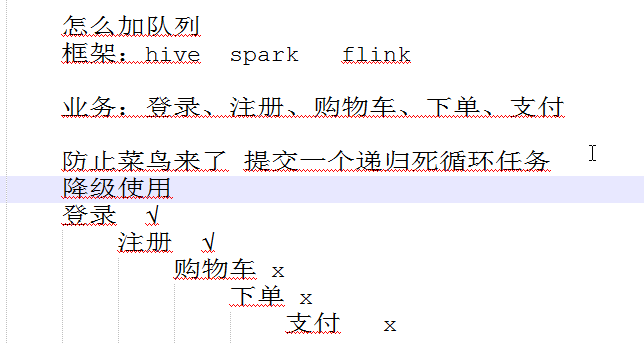 怎么加队列
框架：hive  spark   flink
业务：登录、注册、购物车、下单、支付
防止菜鸟来了 提交一个递归死循环任务
降级使用
登录  √
注册  √
购物车 x
下单 x
支付   x